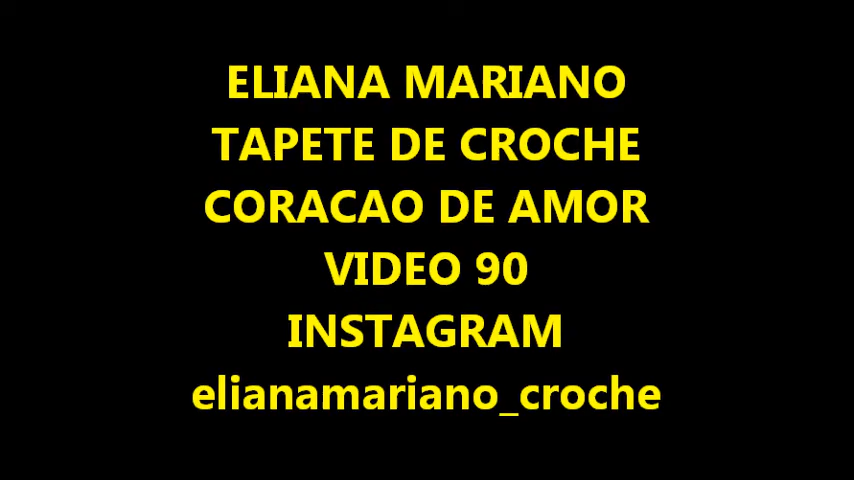 ELIANA MARIANO
TAPETE DE CROCHE
CORACAO DE AMOR
VIDEO 90
INSTAGRAM
elianamariano_croche